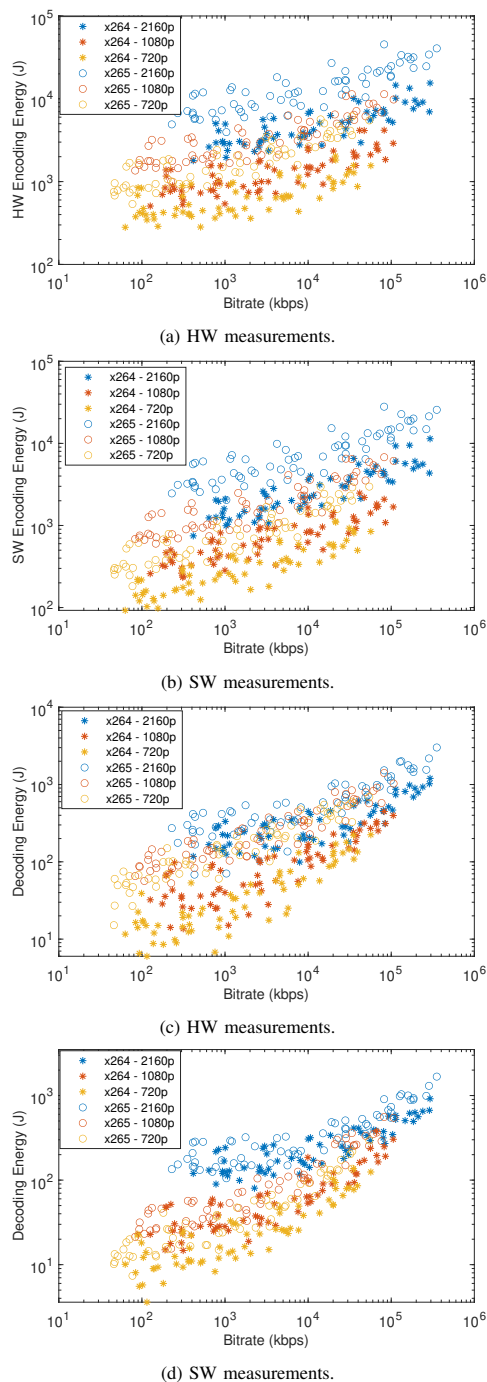 10^5
10^4
10^3
10^2
HW Encoding Energy (J)
x264 - 2160p
x264 - 1080p
x264 - 720p
x265 - 2160p
x265 - 1080p
x265 - 720p
10^1 10^2 10^3 10^4 10^5 10^6
Bitrate (kbps)
(a) HW measurements.
10^5
10^4
10^3
10^2
SW Encoding Energy (J)
x264 - 2160p
x264 - 1080p
x264 - 720p
x265 - 2160p
x265 - 1080p
x265 - 720p
10^1 10^2 10^3 10^4 10^5 10^6
Bitrate (kbps)
(b) SW measurements.
10^4
10^3
10^2
10^1
Decoding Energy (J)
x264 - 2160p
x264 - 1080p
x264 - 720p
x265 - 2160p
x265 - 1080p
x265 - 720p
10^1 10^2 10^3 10^4 10^5 10^6
Bitrate (kbps)
(c) HW measurements.
10^3
10^2
10^1
Decoding Energy (J)
x264 - 2160p
x264 - 1080p
x264 - 720p
x265 - 2160p
x265 - 1080p
x265 - 720p
10^1 10^2 10^3 10^4 10^5 10^6
Bitrate (kbps)
(d) SW measurements.